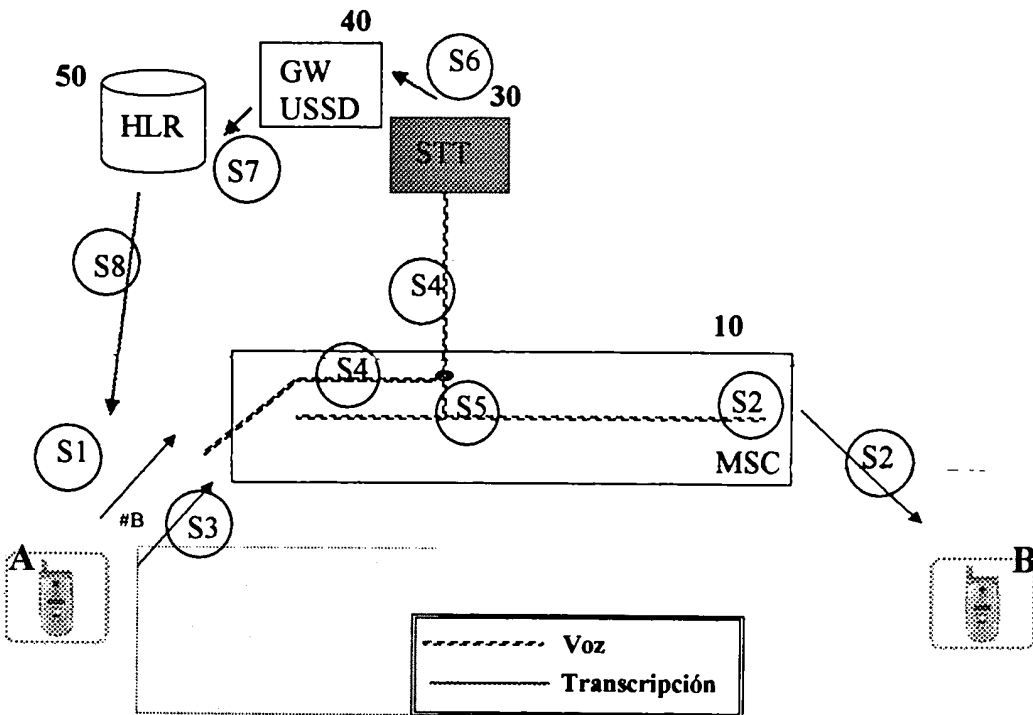 40
50
GW
USSD
S6
30
HLR
STT
S7
S8
S4
10
S4
S5
S2
S1
MSC
S2
#B
S3
A
B
Voz
Transcripción